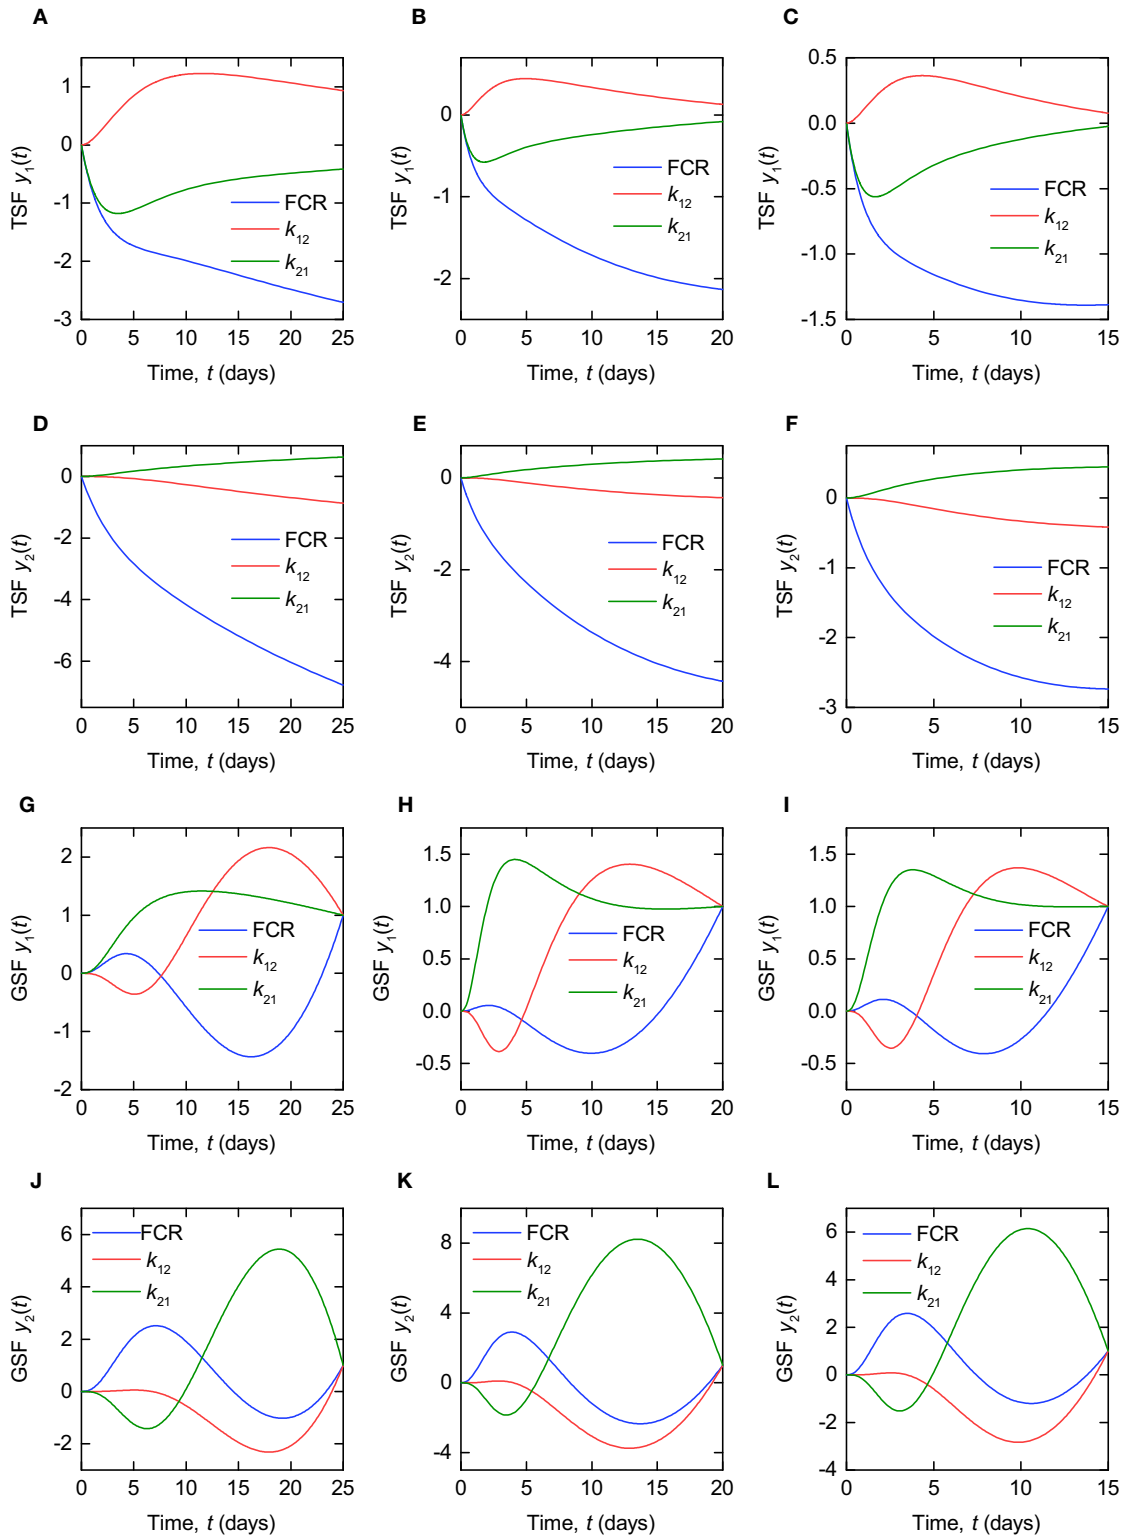 A
B
C
TSF y1(t)
1
0
-1
-2
-3
FCR
k12
k21
0 5 10 15 20 25
Time, t (days)
TSF y1(t)
0
-1
-2
FCR
k12
k21
0 5 10 15 20
Time, t (days)
TSF y1(t)
0.5
0.0
-0.5
-1.0
-1.5
FCR
k12
k21
0 5 10 15
Time, t (days)
D
E
F
TSF y2(t)
0
-2
-4
-6
FCR
k12
k21
0 5 10 15 20 25
Time, t (days)
TSF y2(t)
0
-2
-4
FCR
k12
k21
0 5 10 15 20
Time, t (days)
TSF y2(t)
0
-1
-2
-3
FCR
k12
k21
0 5 10 15
Time, t (days)
G
H
I
GSF y1(t)
2
1
0
-1
-2
FCR
k12
k21
0 5 10 15 20 25
Time, t (days)
GSF y1(t)
1.5
1.0
0.5
0.0
-0.5
FCR
k12
k21
0 5 10 15 20
Time, t (days)
GSF y1(t)
1.5
1.0
0.5
0.0
-0.5
FCR
k12
k21
0 5 10 15
Time, t (days)
J
K
L
GSF y2(t)
6
4
2
0
-2
FCR
k12
k21
0 5 10 15 20 25
Time, t (days)
GSF y2(t)
8
4
0
-4
FCR
k12
k21
0 5 10 15 20
Time, t (days)
GSF y2(t)
6
4
2
0
-2
-4
FCR
k12
k21
0 5 10 15
Time, t (days)